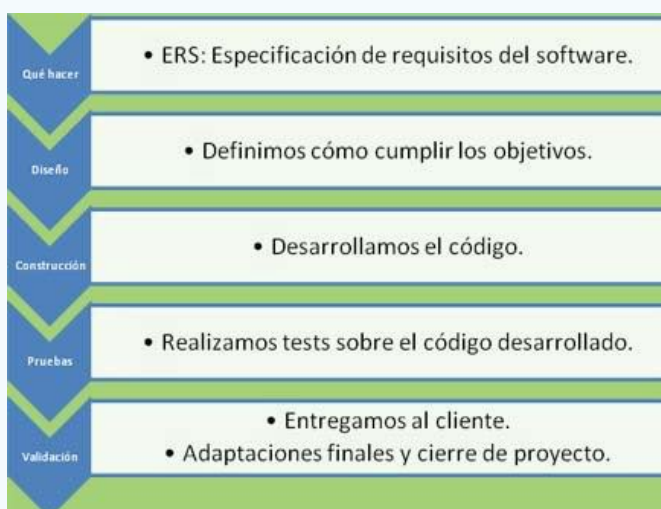 Qué hacer
• ERS: Especificación de requisitos del software.
Diseño
• Definimos cómo cumplir los objetivos.
Construcción
• Desarrollamos el código.
Pruebas
• Realizamos tests sobre el código desarrollado.
Validación
• Entregamos al cliente.
• Adaptaciones finales y cierre de proyecto.